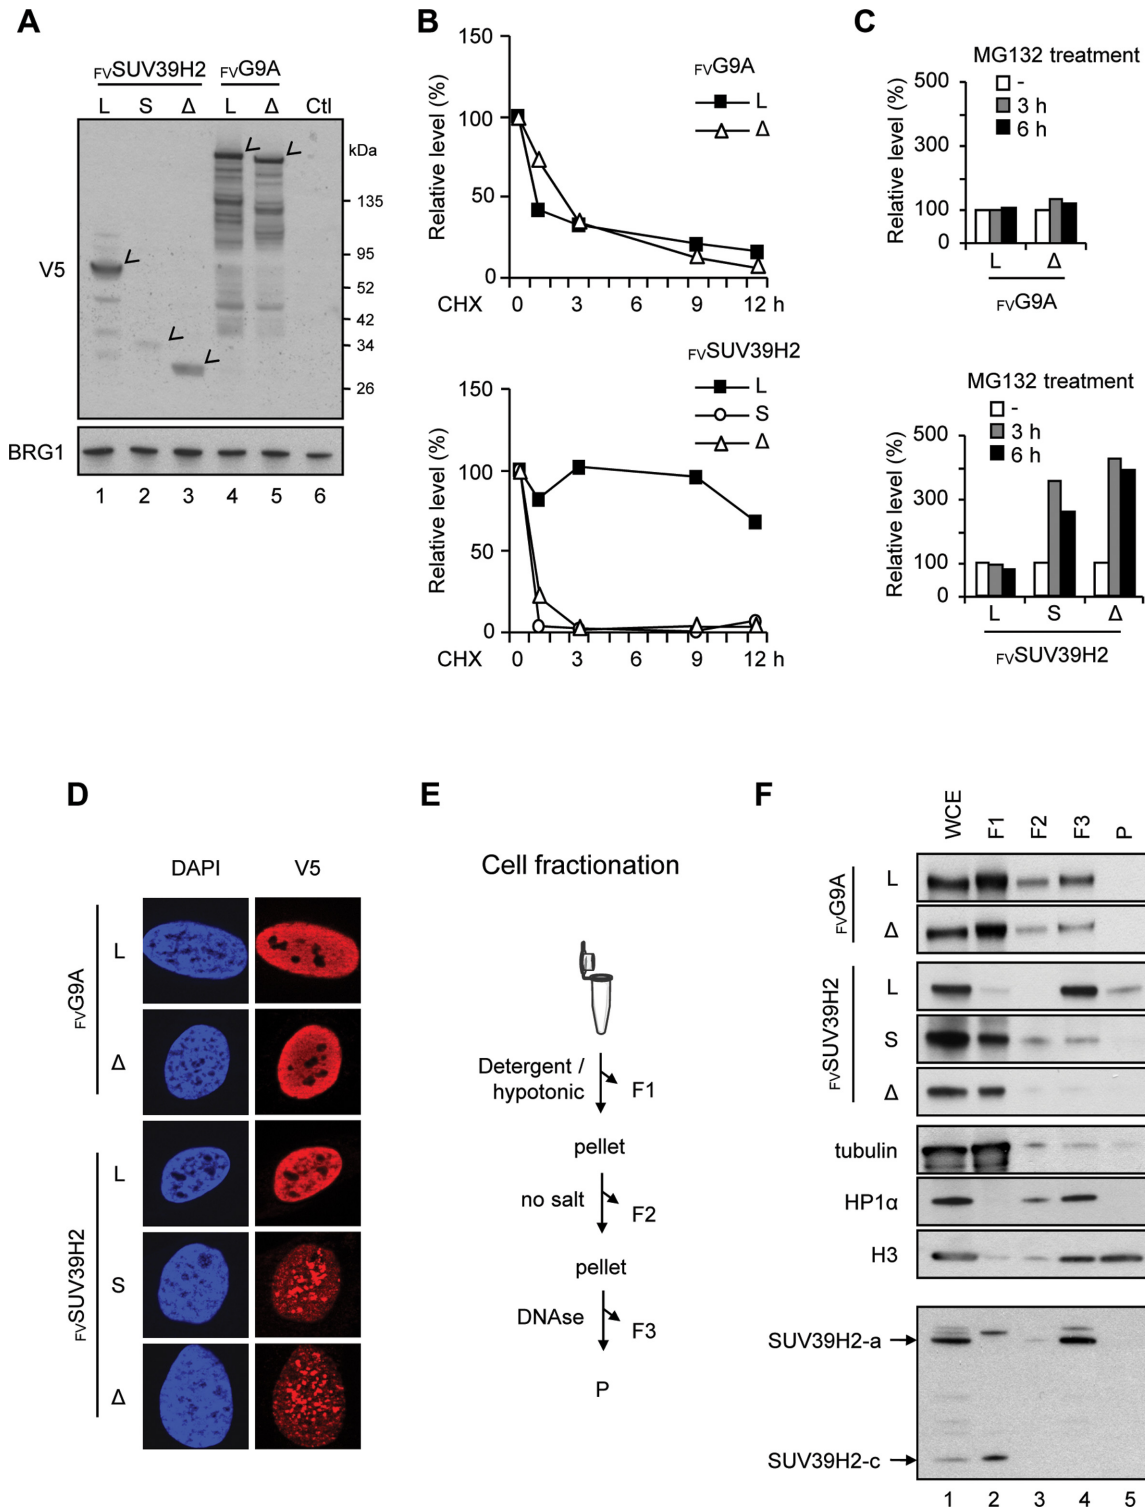 A
FVSUV39H2 FVG9A
L S Δ L Δ Ctl
kDa
135
95
V5
52
42
34
26
BRG1
1 2 3 4 5 6
B
150
100
50
0
Relative level (%)
FVG9A
L
Δ
CHX 0 3 6 9 12 h
FVSUV39H2
L
S
Δ
150
100
50
0
Relative level (%)
CHX 0 3 6 9 12 h
C
MG132 treatment
-
3 h
6 h
500
300
100
0
Relative level (%)
L Δ
FVG9A
MG132 treatment
-
3 h
6 h
500
300
100
0
Relative level (%)
L S Δ
FVSUV39H2
D
DAPI V5
FVG9A
L
Δ
FVSUV39H2
L
S
Δ
E
Cell fractionation
Detergent /
hypotonic
F1
pellet
no salt
F2
pellet
DNAse
F3
P
F
WCE F1 F2 F3 P
FVG9A
L
Δ
FVSUV39H2
L
S
Δ
tubulin
HP1α
H3
SUV39H2-a
SUV39H2-c
1 2 3 4 5